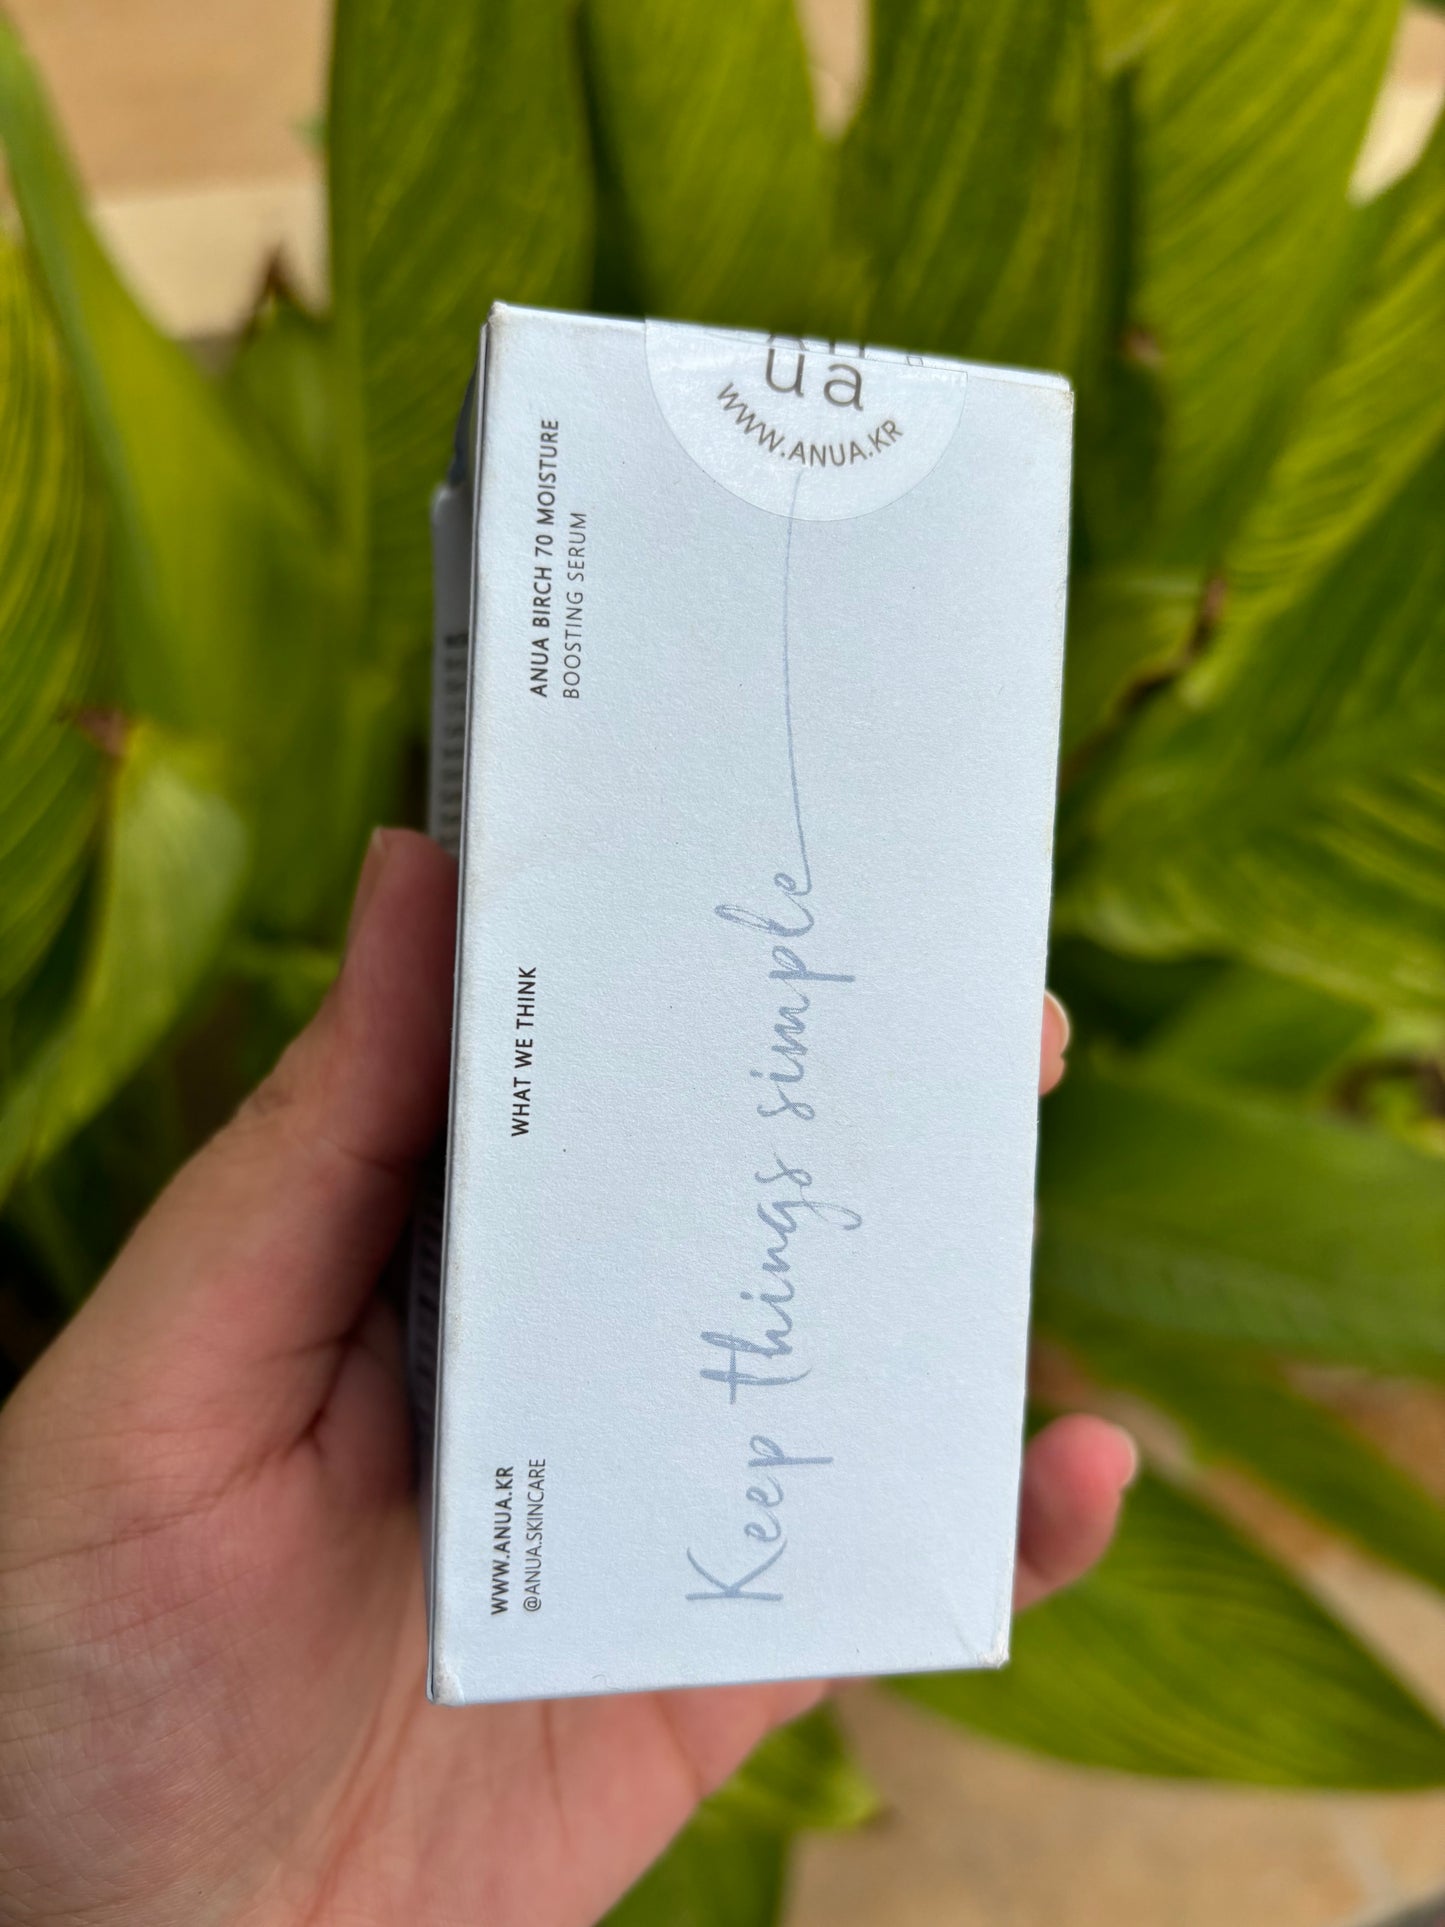 ua
WWW.ANUA.KR
ANUA BIRCH 70 MOISTURE
BOOSTING SERUM
WHAT WE THINK
WWW.ANUA.KR
@ANUA.SKINCARE
Keep things simple